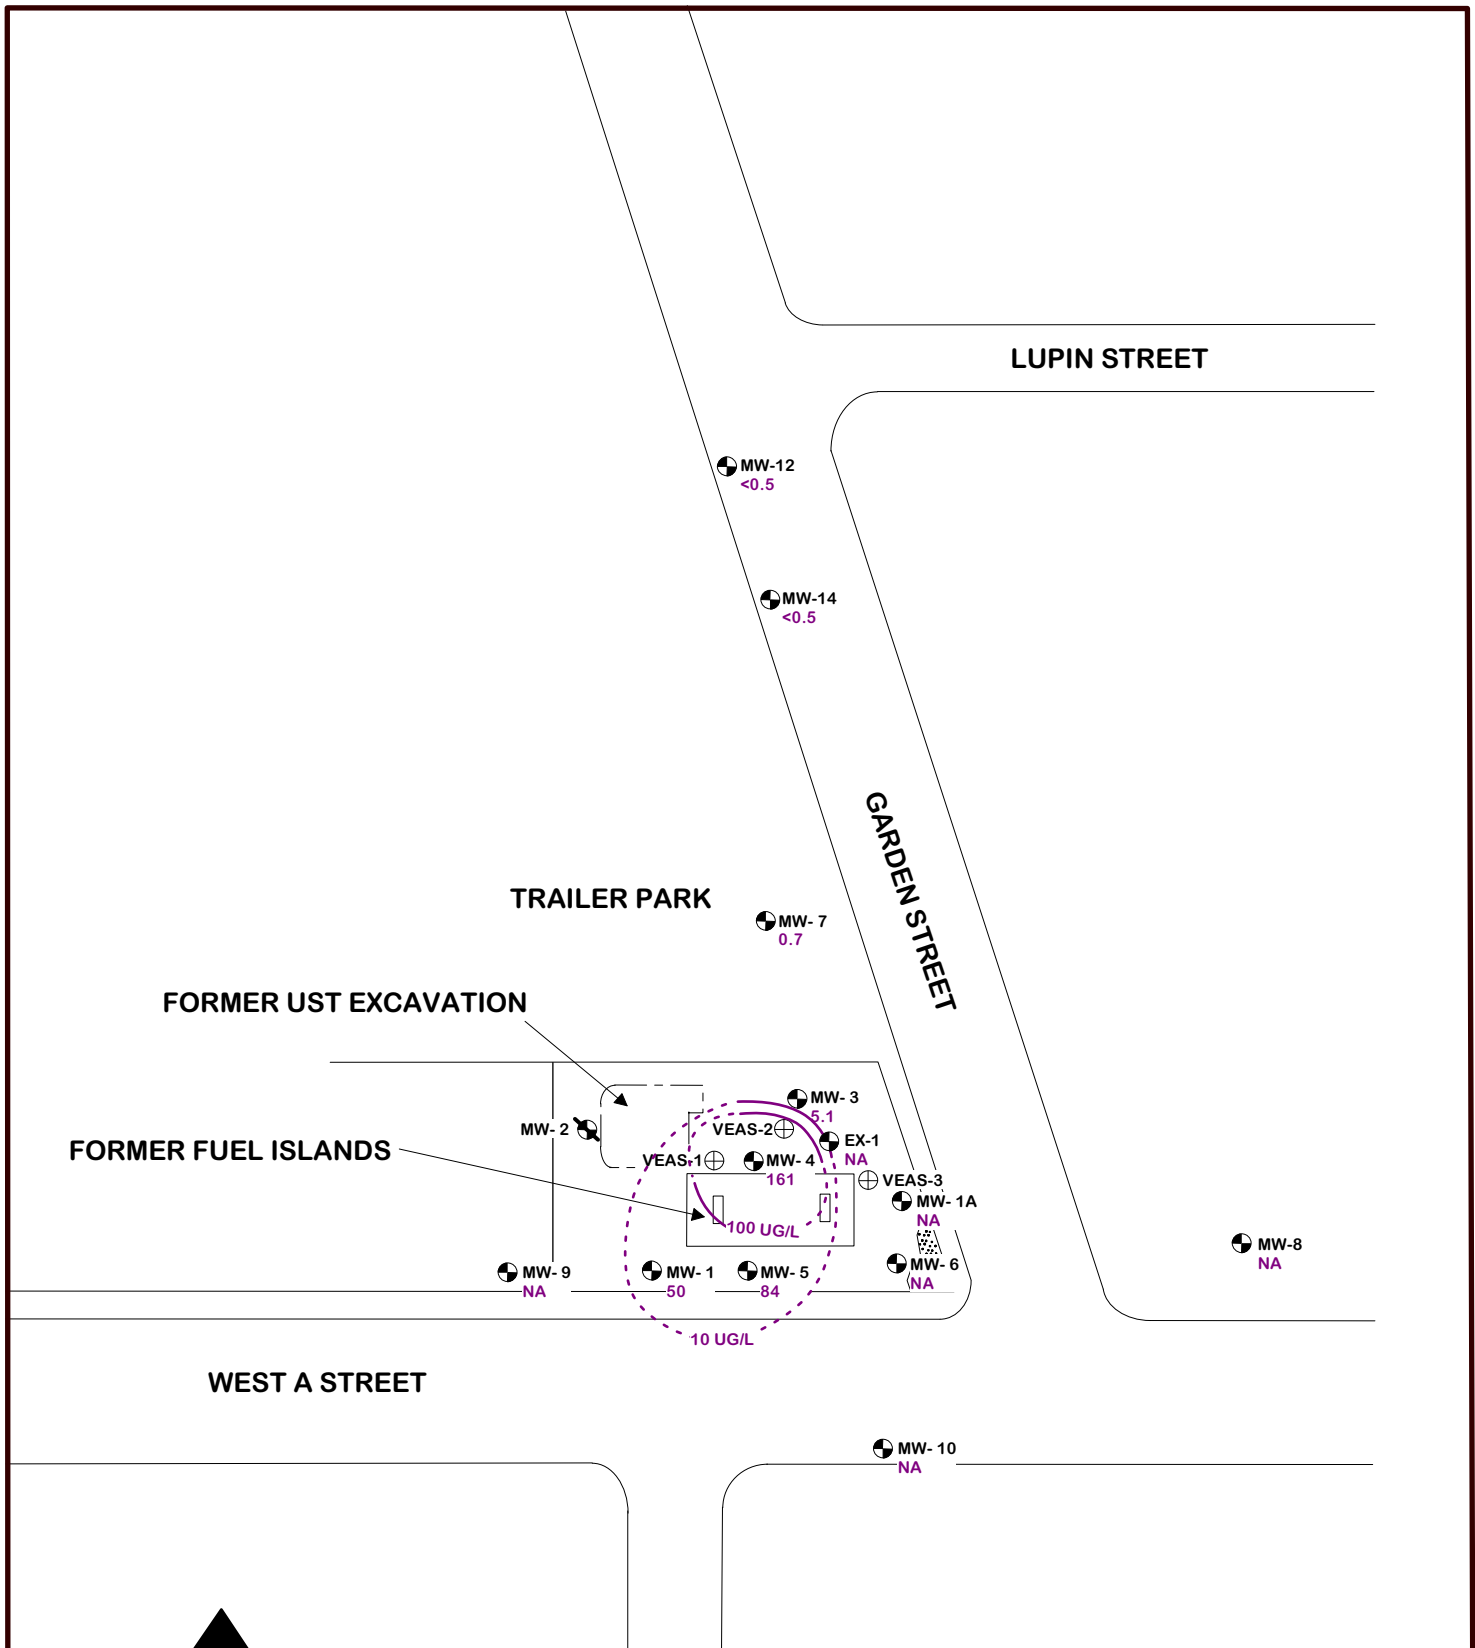 LUPIN STREET
MW-12
<0.5
MW-14
<0.5
GARDEN STREET
TRAILER PARK
MW- 7
0.7
FORMER UST EXCAVATION
MW- 3
5.1
MW- 2
VEAS-2
EX-1
NA
FORMER FUEL ISLANDS
VEAS-1
MW- 4
161
VEAS-3
MW- 1A
NA
100 UG/L
MW-8
NA
MW- 6
NA
MW- 9
NA
MW- 1
50
MW- 5
84
10 UG/L
WEST A STREET
MW- 10
NA